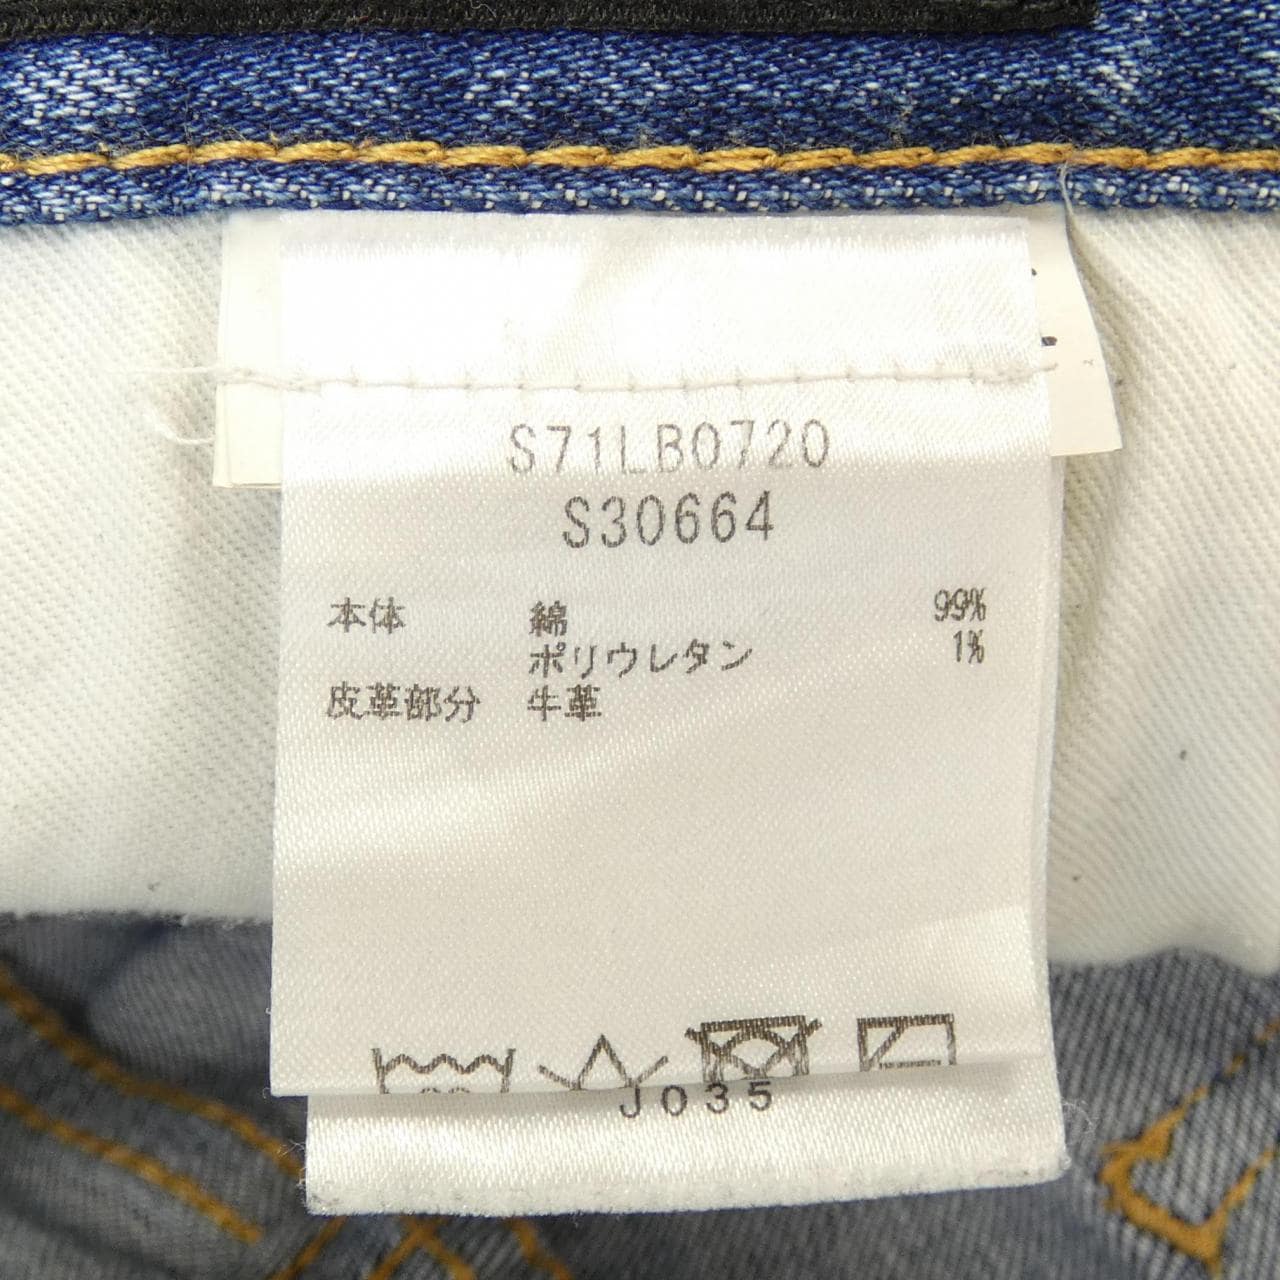 S71LB0720
S30664
本体 綿 99%
ポリウレタン 1%
皮革部分 牛革
J035